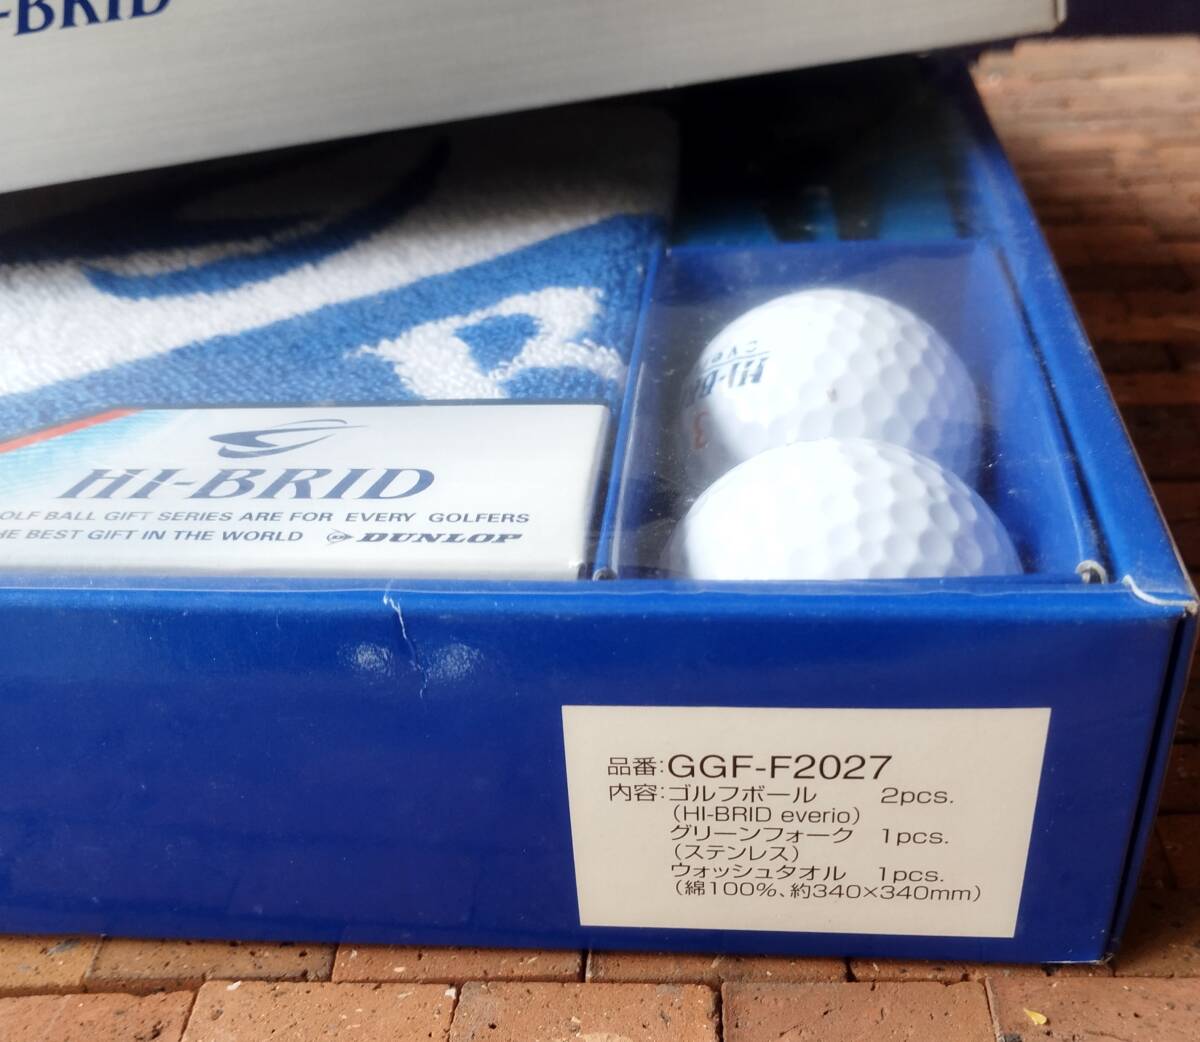 -BRID
HI-BRID
OLF BALL GIFT SERIES ARE FOR EVERY GOLFERS
HE BEST GIFT IN THE WORLD DUNLOP
HI-B
eve
3
品番:GGF-F2027
内容:ゴルフボール 2pcs.
(HI-BRID everio)
グリーンフォーク 1pcs.
(ステンレス)
ウォッシュタオル 1pcs.
(綿100%、約340×340mm)